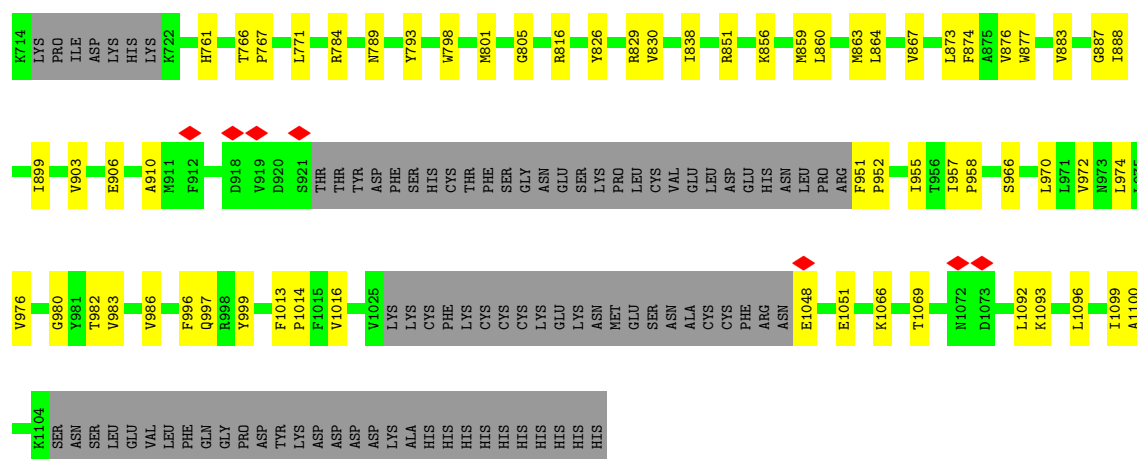 K714 LYS PRO ILE ASP LYS HIS LYS K722 H761 T766 P767 L771 R784 N789 Y793 W798 M801 G805 R816 Y826 R829 V830 I838 R851 K856 M859 L860 M863 L864 V867 L873 F874 A875 V876 W877 V883 G887 I888
I899 V903 E906 A910 M911 F912 D918 V919 D920 S921 THR THR TYR ASP PHE SER HIS CYS THR PHE SER GLY ASN GLU SER LYS PRO LEU CYS VAL GLU LEU ASP GLU HIS ASN LEU PRO ARG F951 P952 I955 T956 I957 P958 S966 L970 L971 V972 N973 L974 L975
V976 G980 Y981 T982 V983 V986 F996 Q997 R998 Y999 F1013 P1014 F1015 V1016 V1025 LYS LYS CYS PHE LYS CYS CYS CYS LYS GLU LYS ASN MET GLU SER ASN ALA CYS CYS PHE ARG ASN E1048 E1051 K1066 T1069 N1072 D1073 L1092 K1093 L1096 I1099 A1100
K1104 SER ASN SER LEU GLU VAL LEU PHE GLN GLY PRO ASP TYR LYS ASP ASP ASP ASP LYS ALA HIS HIS HIS HIS HIS HIS HIS HIS HIS HIS